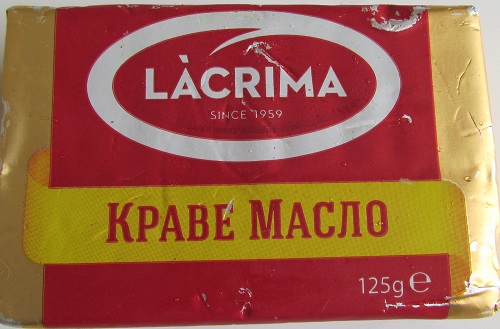 LÀCRIMA
SINCE 1959
КРАВЕ МАСЛО
125g ℮